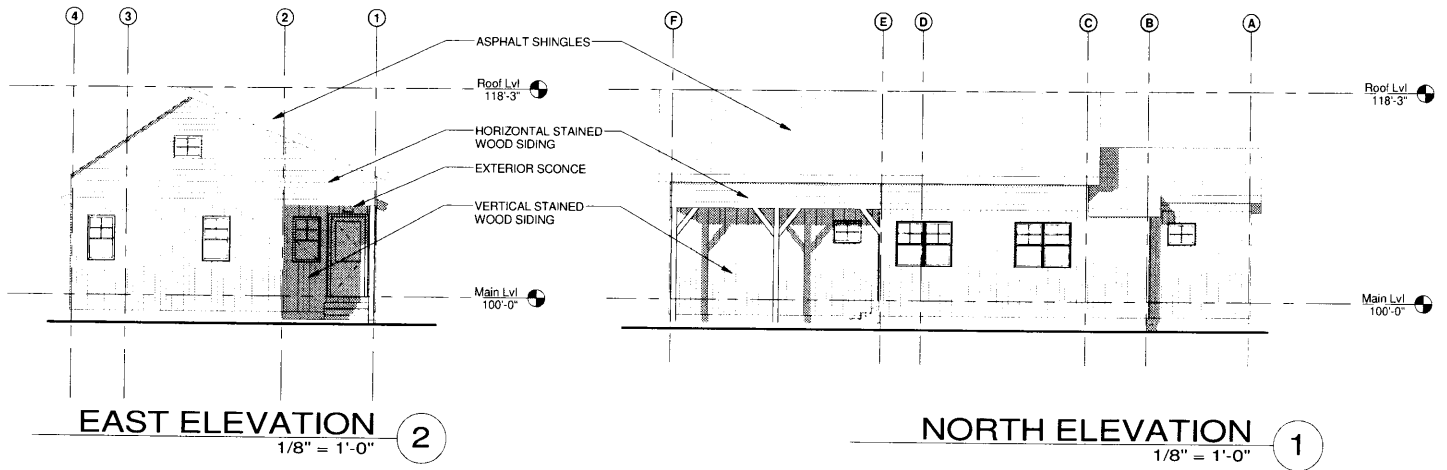 4
3
2
1
F
E
D
C
B
A
ASPHALT SHINGLES
Roof Lvl
118'-3"
Roof Lvl
118'-3"
HORIZONTAL STAINED
WOOD SIDING
EXTERIOR SCONCE
VERTICAL STAINED
WOOD SIDING
Main Lvl
100'-0"
Main Lvl
100'-0"
EAST ELEVATION
1/8" = 1'-0"
2
NORTH ELEVATION
1/8" = 1'-0"
1